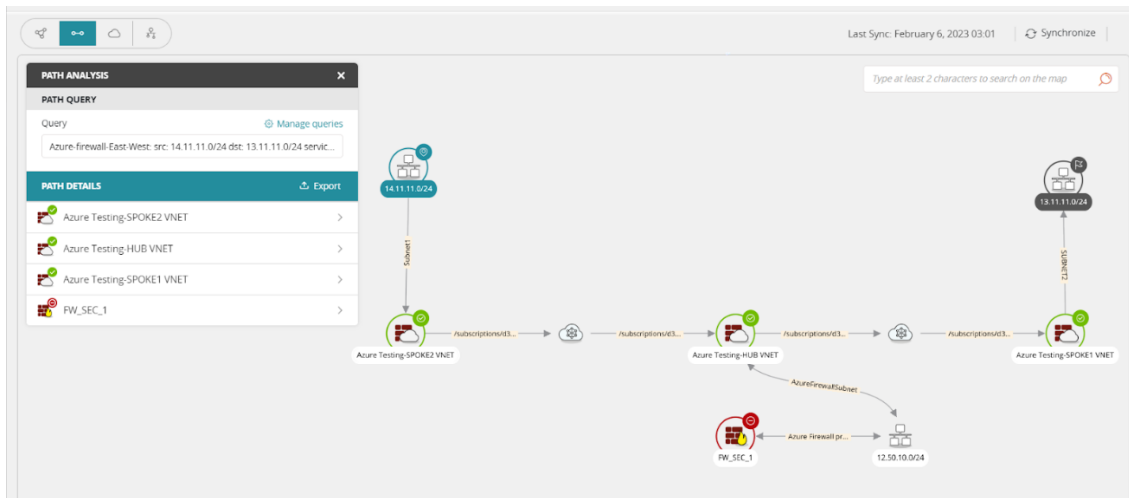 Last Sync: February 6, 2023 03:01
Synchronize
PATH ANALYSIS
Type at least 2 characters to search on the map
PATH QUERY
Query
Manage queries
Azure-firewall-East-West: src: 14.11.11.0/24 dst: 13.11.11.0/24 servic...
PATH DETAILS
Export
Azure Testing-SPOKE2 VNET
Azure Testing-HUB VNET
Azure Testing-SPOKE1 VNET
FW_SEC_1
14.11.11.0/24
13.11.11.0/24
Subnet1
SUBNET2
/subscriptions/d3...
/subscriptions/d3...
/subscriptions/d3...
/subscriptions/d3...
Azure Testing-SPOKE2 VNET
Azure Testing-HUB VNET
Azure Testing-SPOKE1 VNET
AzureFirewallSubnet
Azure Firewall pr...
FW_SEC_1
12.50.10.0/24